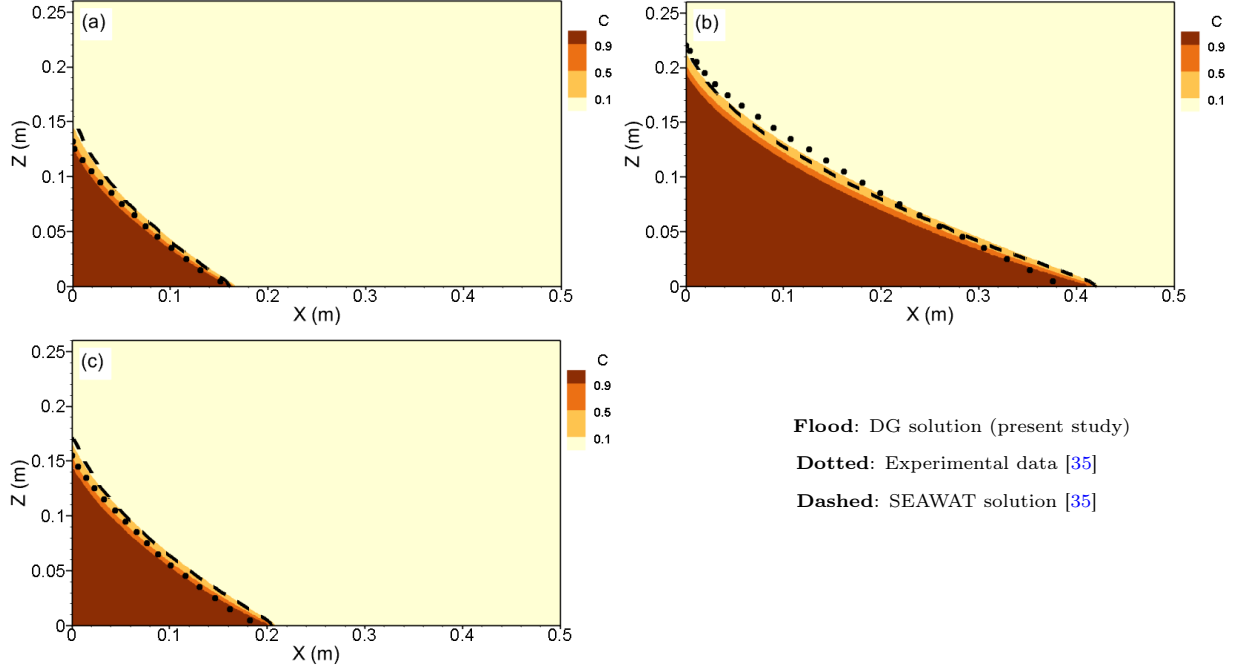 (a)
C
0.9
0.5
0.1
0.25
0.2
0.15
0.1
0.05
0
Z (m)
0 0.1 0.2 0.3 0.4 0.5
X (m)
(b)
C
0.9
0.5
0.1
0.25
0.2
0.15
0.1
0.05
0
Z (m)
0 0.1 0.2 0.3 0.4 0.5
X (m)
(c)
C
0.9
0.5
0.1
0.25
0.2
0.15
0.1
0.05
0
Z (m)
0 0.1 0.2 0.3 0.4 0.5
X (m)
Flood: DG solution (present study)
Dotted: Experimental data [35]
Dashed: SEAWAT solution [35]